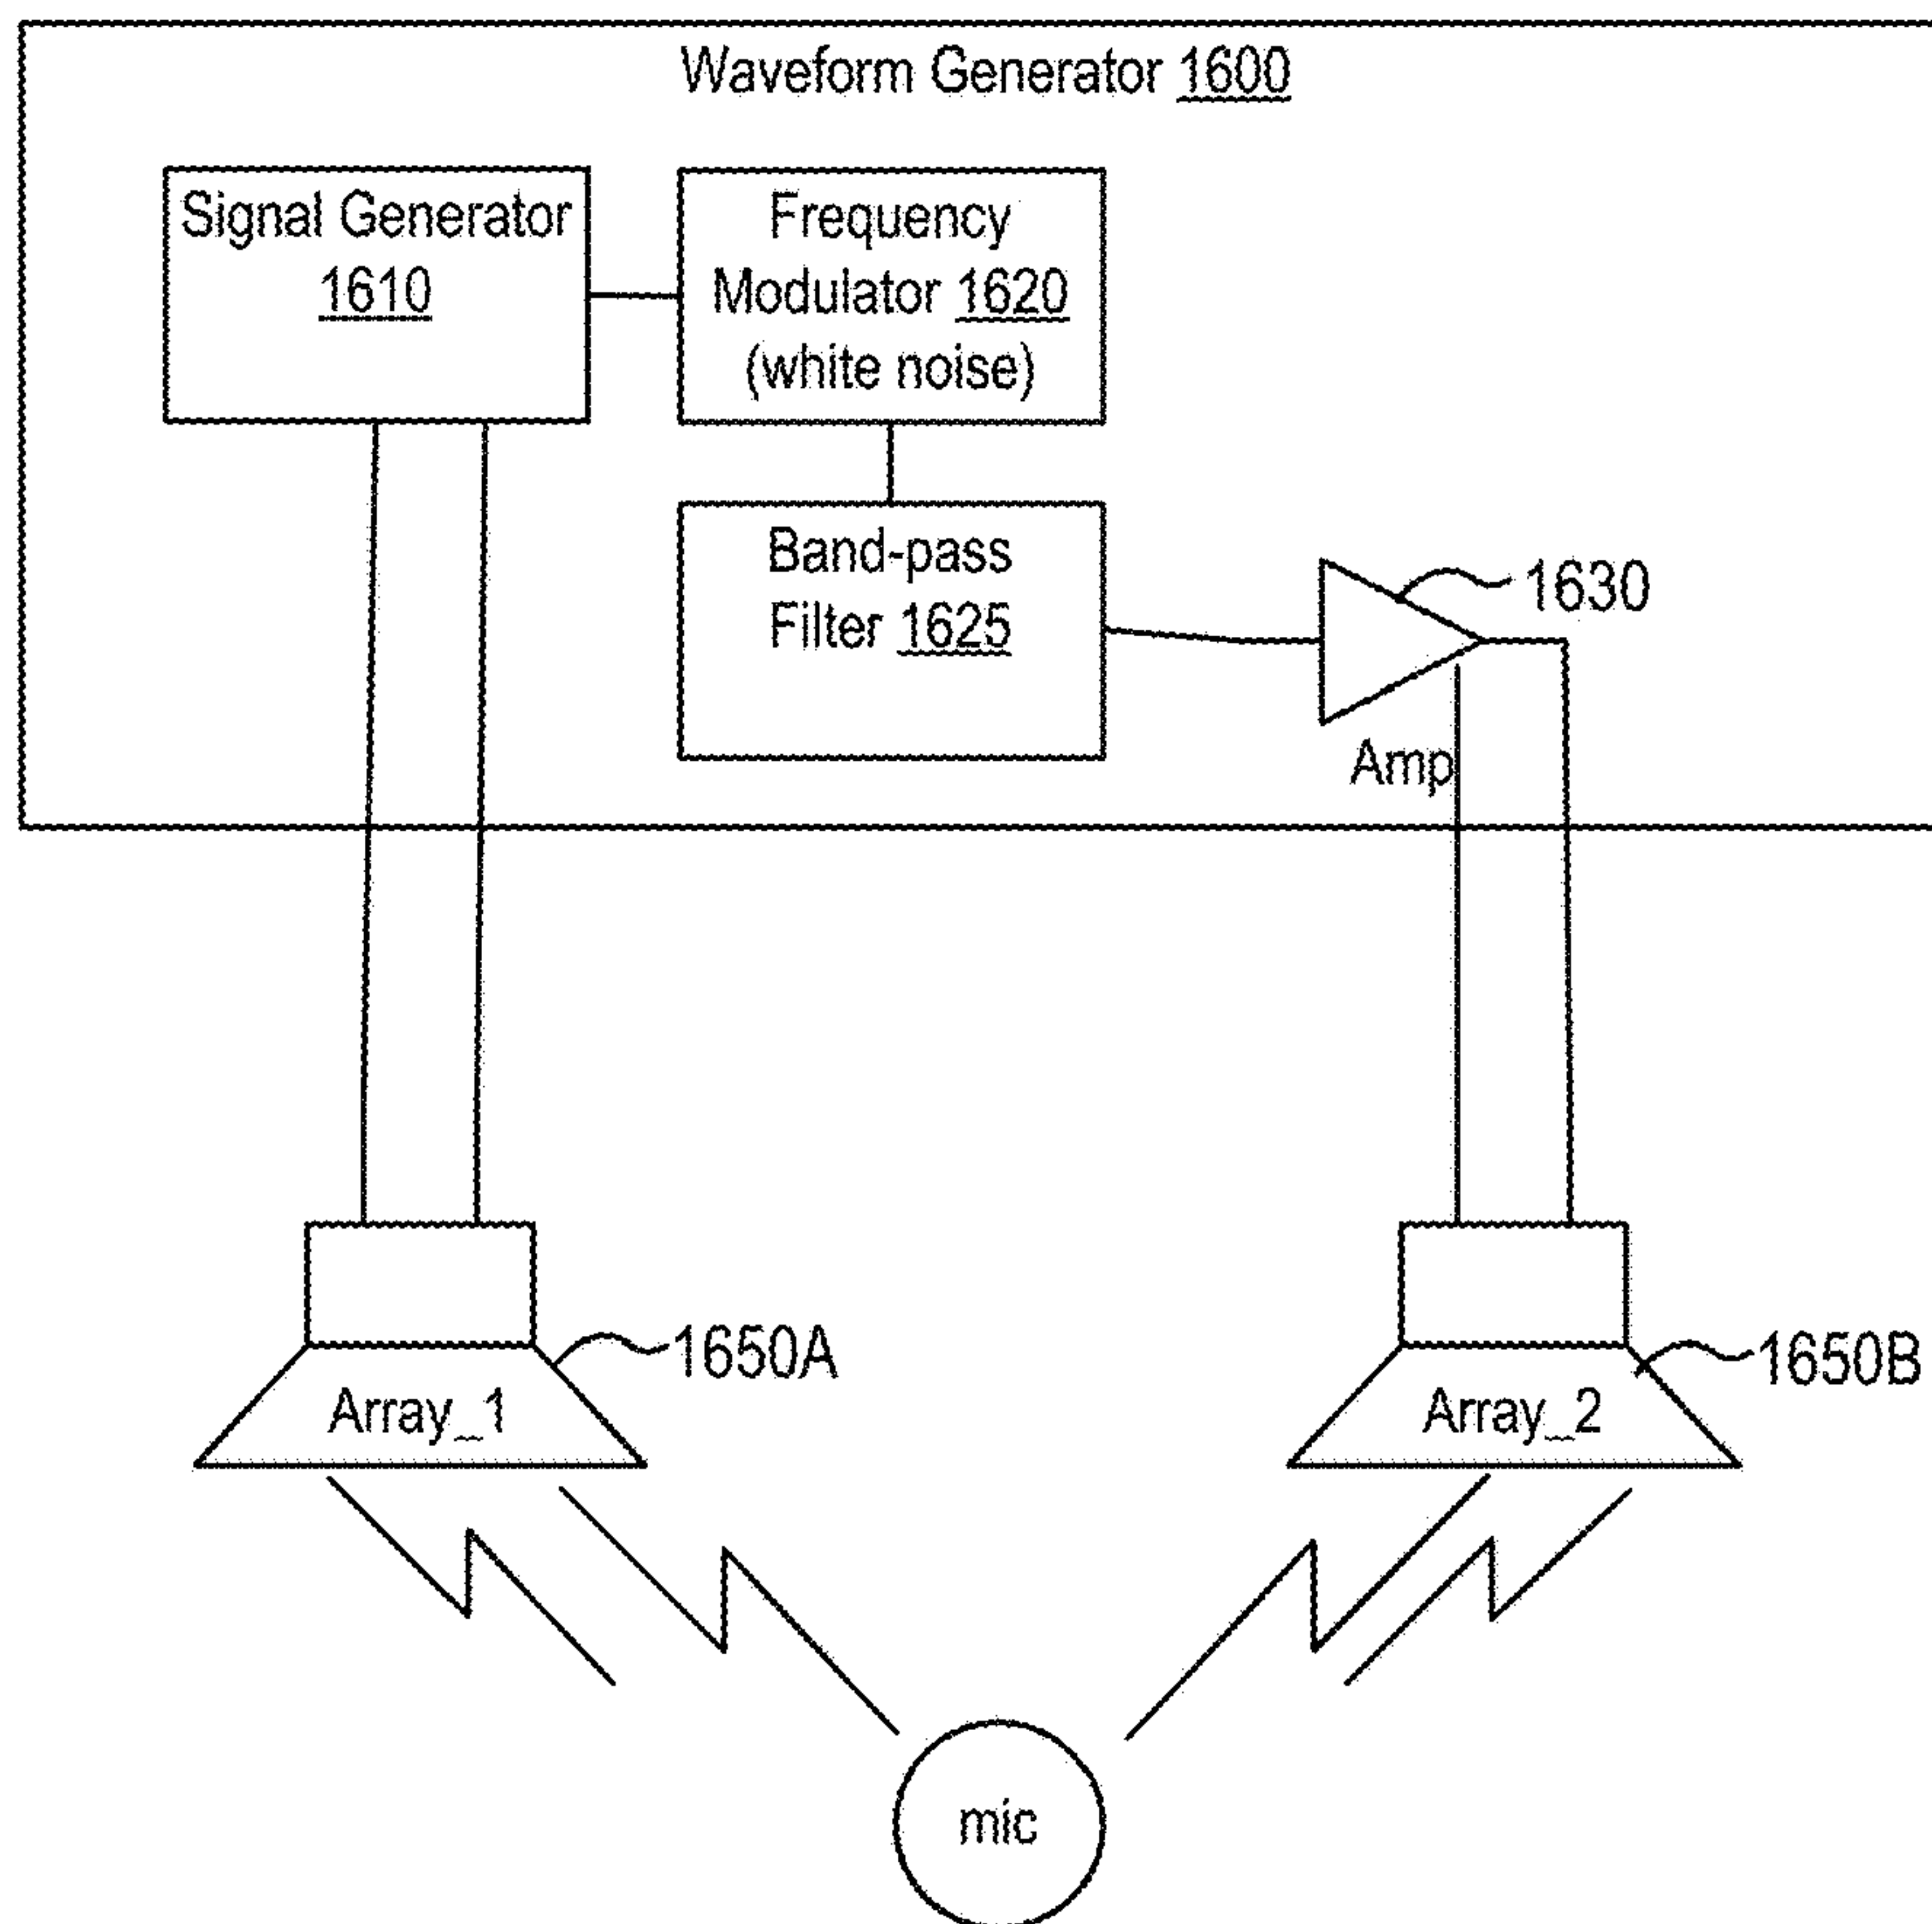 Waveform Generator 1600
Signal Generator
1610
Frequency
Modulator 1620
(white noise)
Band-pass
Filter 1625
1630
Amp
1650A
Array_1
1650B
Array_2
mic